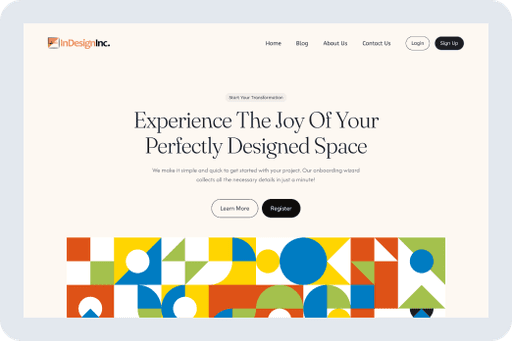 InDesignInc.
Home Blog About Us Contact Us Login Sign Up
Start Your Transformation
Experience The Joy Of Your
Perfectly Designed Space
We make it simple and quick to get started with your project. Our onboarding wizard
collects all the necessary details in just a minute!
Learn More Register